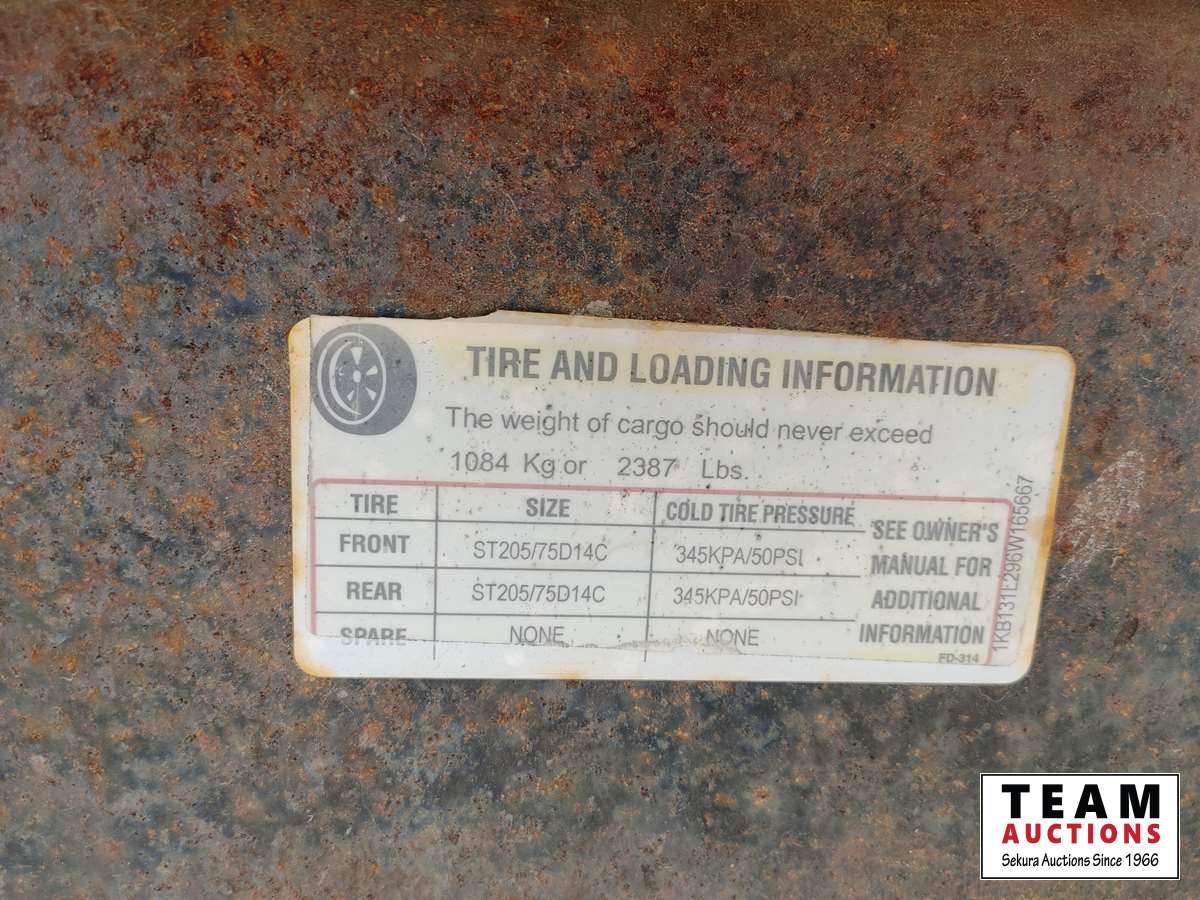 TIRE AND LOADING INFORMATION
The weight of cargo should never exceed
1084 Kg or 2387 Lbs.
TIRE SIZE COLD TIRE PRESSURE
FRONT ST205/75D14C 345KPA/50PSI
REAR ST205/75D14C 345KPA/50PSI
SPARE NONE NONE
SEE OWNER'S
MANUAL FOR
ADDITIONAL
INFORMATION
FD-314
1KB131L296W165667
TEAM
AUCTIONS
Sekura Auctions Since 1966